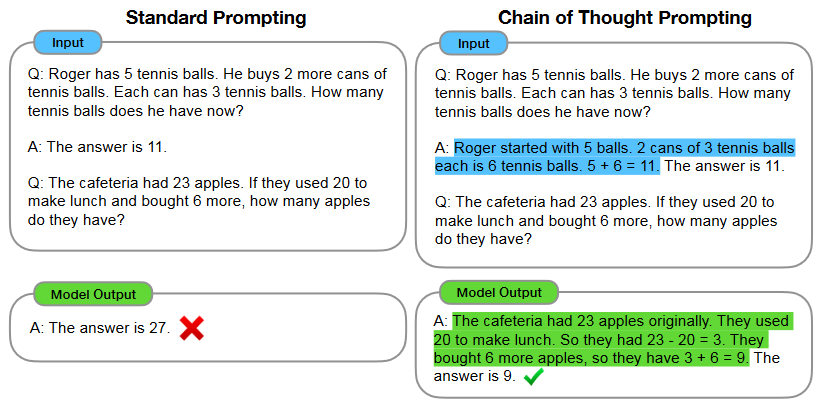 Standard Prompting
Input
Q: Roger has 5 tennis balls. He buys 2 more cans of
tennis balls. Each can has 3 tennis balls. How many
tennis balls does he have now?
A: The answer is 11.
Q: The cafeteria had 23 apples. If they used 20 to
make lunch and bought 6 more, how many apples
do they have?
Model Output
A: The answer is 27.
Chain of Thought Prompting
Input
Q: Roger has 5 tennis balls. He buys 2 more cans of
tennis balls. Each can has 3 tennis balls. How many
tennis balls does he have now?
A: Roger started with 5 balls. 2 cans of 3 tennis balls
each is 6 tennis balls. 5 + 6 = 11. The answer is 11.
Q: The cafeteria had 23 apples. If they used 20 to
make lunch and bought 6 more, how many apples
do they have?
Model Output
A: The cafeteria had 23 apples originally. They used
20 to make lunch. So they had 23 - 20 = 3. They
bought 6 more apples, so they have 3 + 6 = 9. The
answer is 9.